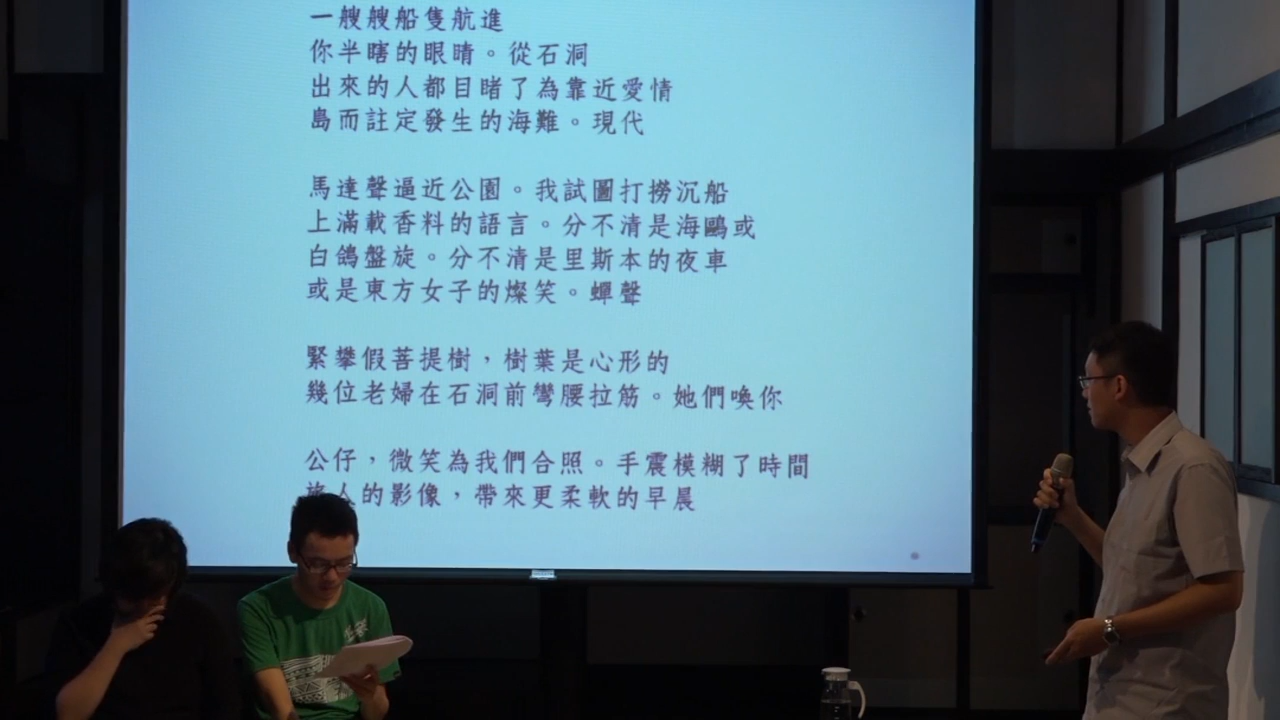 一艘艘船隻航進
你半瞎的眼睛。從石洞
出來的人都目睹了為靠近愛情
島而註定發生的海難。現代
馬達聲逼近公園。我試圖打撈沉船
上滿載香料的語言。分不清是海鷗或
白鴿盤旋。分不清是里斯本的夜車
或是東方女子的燦笑。蟬聲
緊攀假菩提樹，樹葉是心形的
幾位老婦在石洞前彎腰拉筋。她們喚你
公仔，微笑為我們合照。手震模糊了時間
旅人的影像，帶來更柔軟的早晨